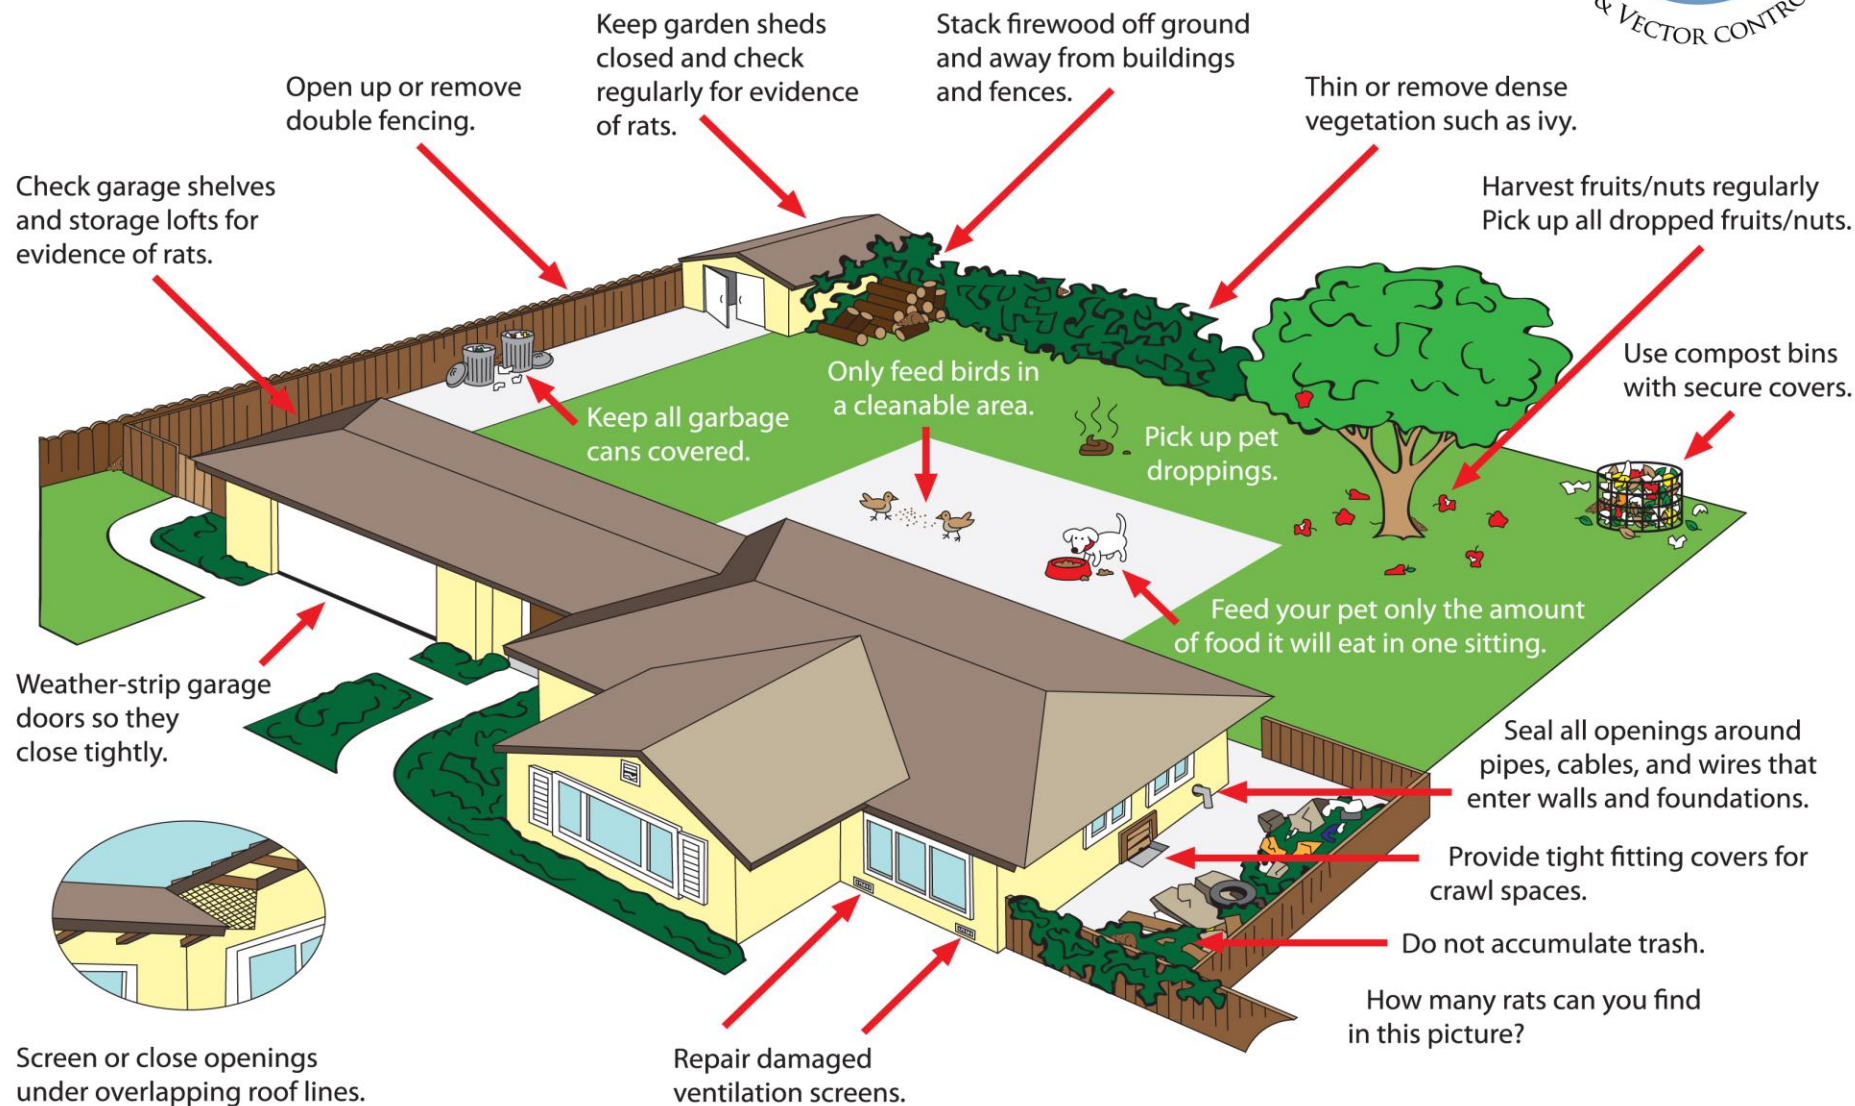 & VECTOR CONTRO
Keep garden sheds
closed and check
regularly for evidence
of rats.
Stack firewood off ground
and away from buildings
and fences.
Open up or remove
double fencing.
Thin or remove dense
vegetation such as ivy.
Check garage shelves
and storage lofts for
evidence of rats.
Harvest fruits/nuts regularly
Pick up all dropped fruits/nuts.
Use compost bins
with secure covers.
Only feed birds in
a cleanable area.
Keep all garbage
cans covered.
Pick up pet
droppings.
Feed your pet only the amount
of food it will eat in one sitting.
Weather-strip garage
doors so they
close tightly.
Seal all openings around
pipes, cables, and wires that
enter walls and foundations.
Provide tight fitting covers for
crawl spaces.
Do not accumulate trash.
How many rats can you find
in this picture?
Screen or close openings
under overlapping roof lines.
Repair damaged
ventilation screens.